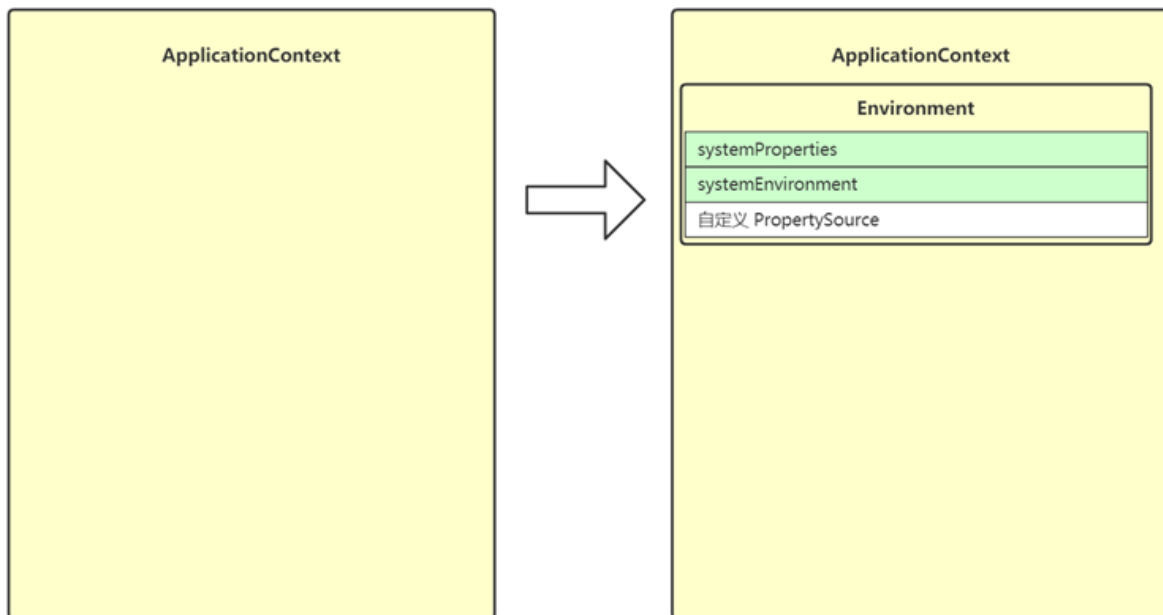 ApplicationContext
ApplicationContext
Environment
systemProperties
systemEnvironment
自定义 PropertySource